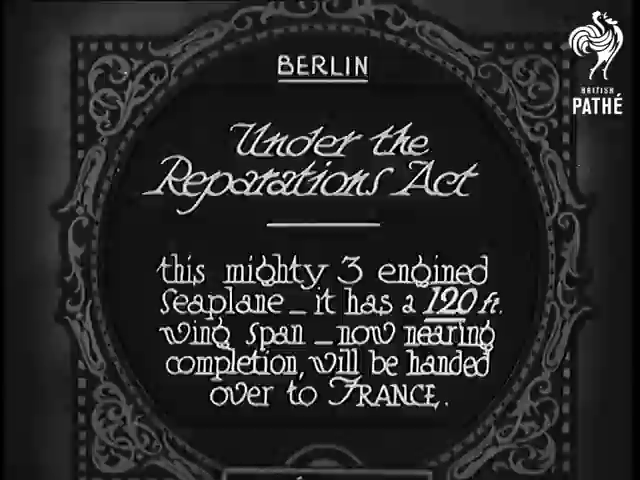 BERLIN
BRITISH
PATHÉ
Under the
Reparations Act
this mighty 3 engined
seaplane _ it has a 120 ft.
wing span _ now nearing
completion, will be handed
over to FRANCE.